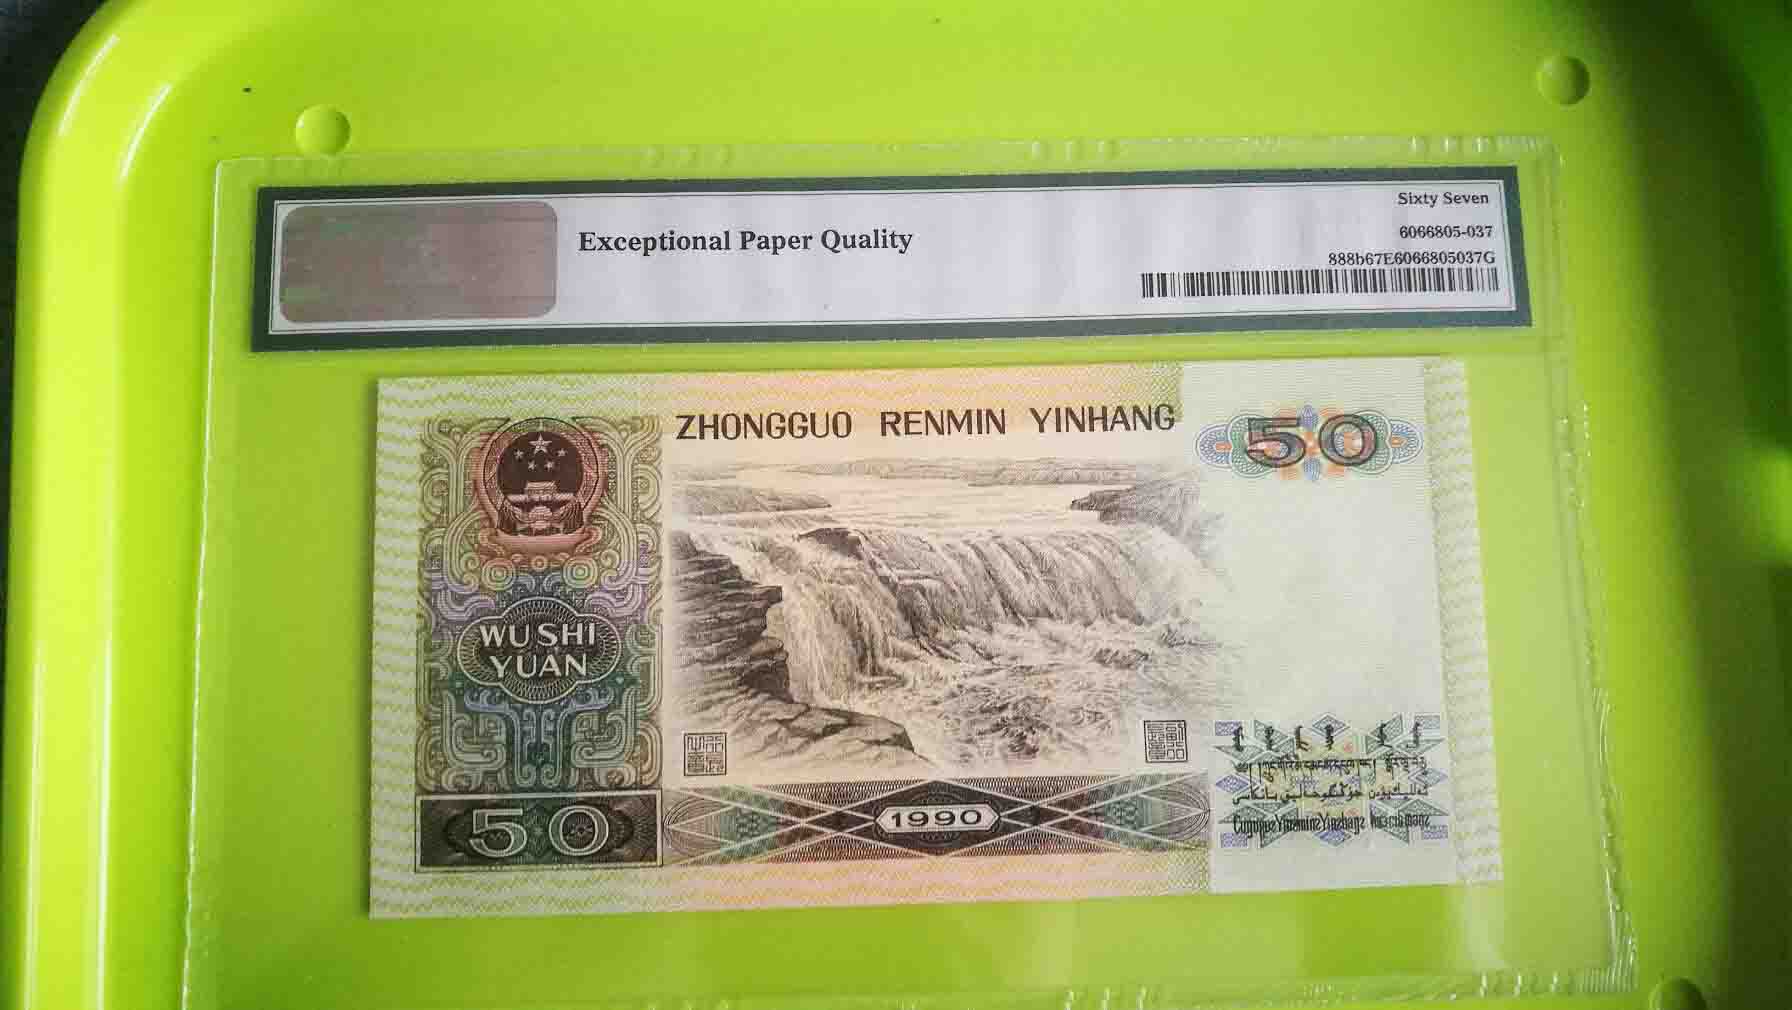 Sixty Seven
Exceptional Paper Quality
6066805-037
888b67E6066805037G
ZHONGGUO RENMIN YINHANG
50
WU SHI
YUAN
50
1990